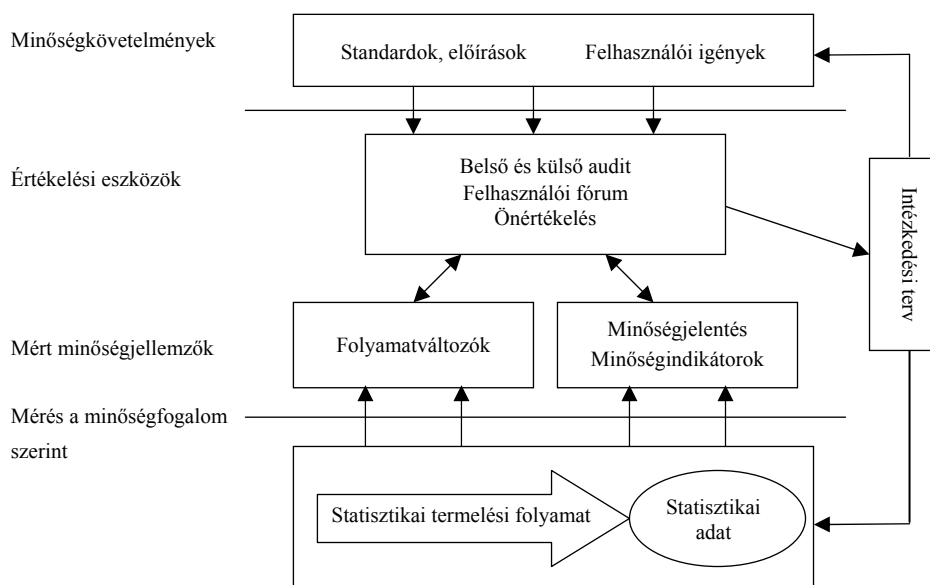 Minőségkövetelmények
Standardok, előírások
Felhasználói igények
Értékelési eszközök
Belső és külső audit
Felhasználói fórum
Önértékelés
Intézkedési terv
Mért minőségjellemzők
Folyamatváltozók
Minőségjelentés
Minőségindikátorok
Mérés a minőségfogalom
szerint
Statisztikai termelési folyamat
Statisztikai
adat